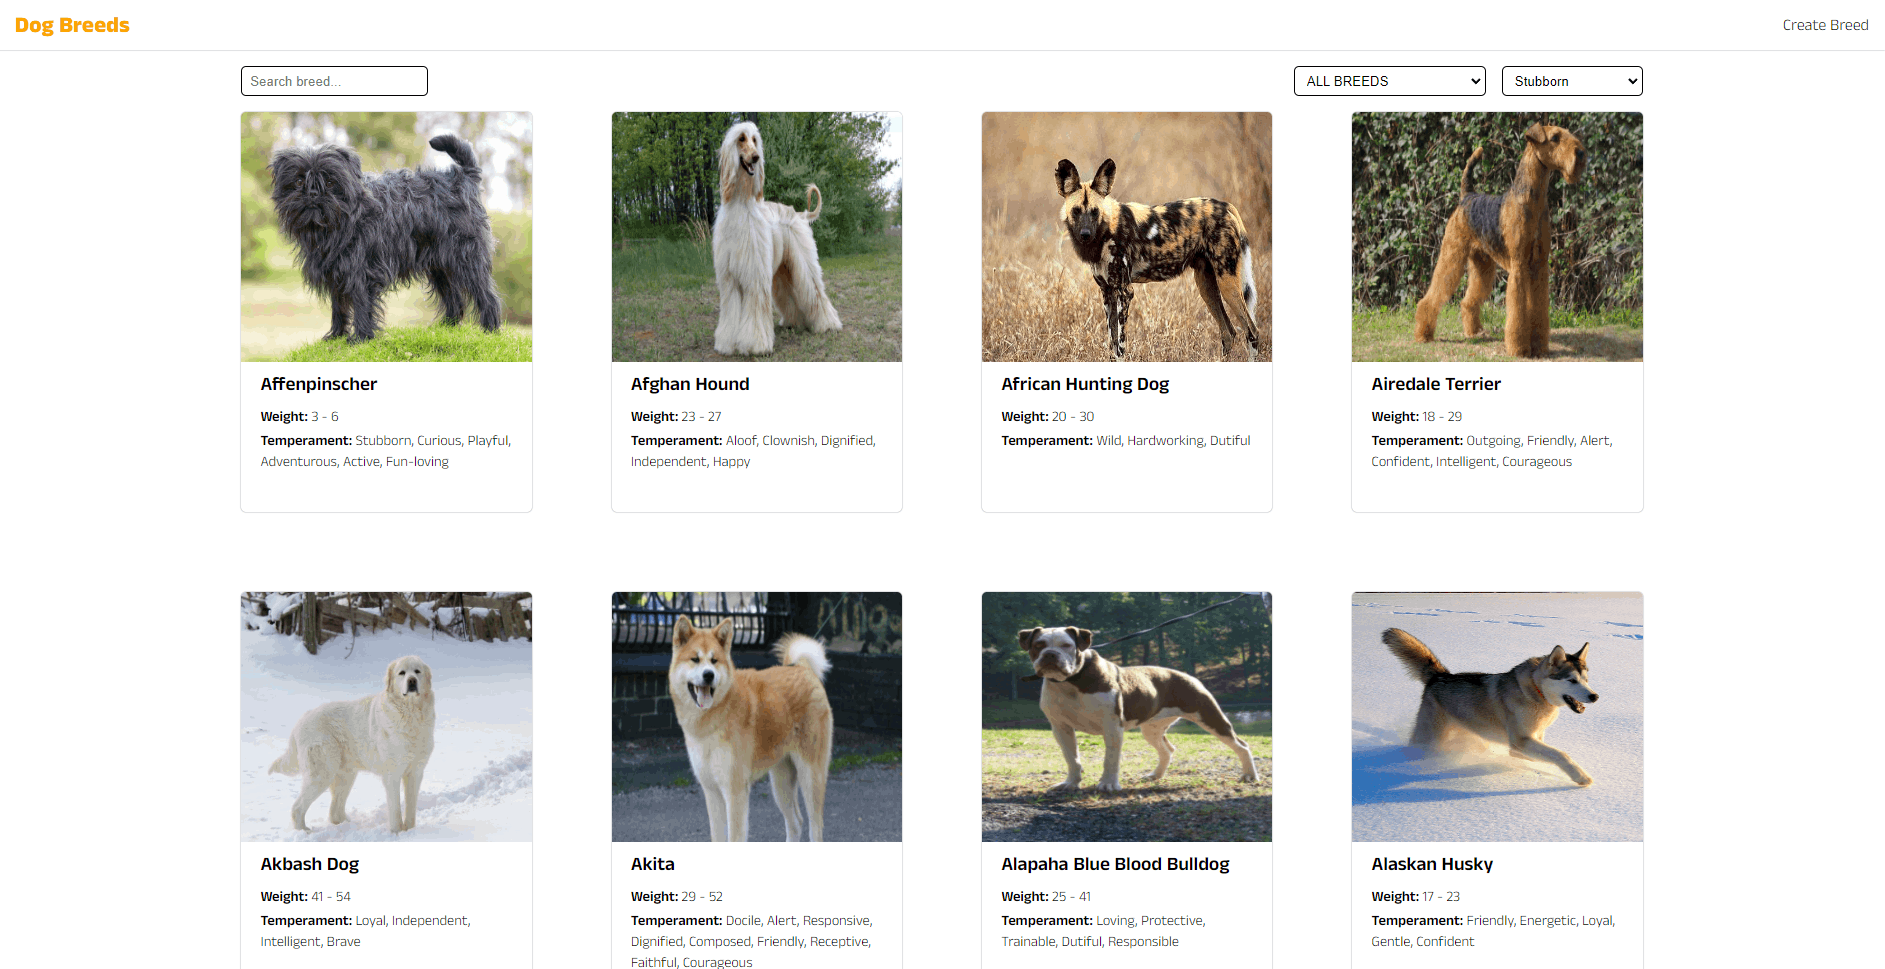 Dog Breeds
Create Breed
Search breed...
ALL BREEDS
Stubborn
Affenpinscher
Weight: 3 - 6
Temperament: Stubborn, Curious, Playful,
Adventurous, Active, Fun-loving
Afghan Hound
Weight: 23 - 27
Temperament: Aloof, Clownish, Dignified,
Independent, Happy
African Hunting Dog
Weight: 20 - 30
Temperament: Wild, Hardworking, Dutiful
Airedale Terrier
Weight: 18 - 29
Temperament: Outgoing, Friendly, Alert,
Confident, Intelligent, Courageous
Akbash Dog
Weight: 41 - 54
Temperament: Loyal, Independent,
Intelligent, Brave
Akita
Weight: 29 - 52
Temperament: Docile, Alert, Responsive,
Dignified, Composed, Friendly, Receptive,
Faithful, Courageous
Alapaha Blue Blood Bulldog
Weight: 25 - 41
Temperament: Loving, Protective,
Trainable, Dutiful, Responsible
Alaskan Husky
Weight: 17 - 23
Temperament: Friendly, Energetic, Loyal,
Gentle, Confident